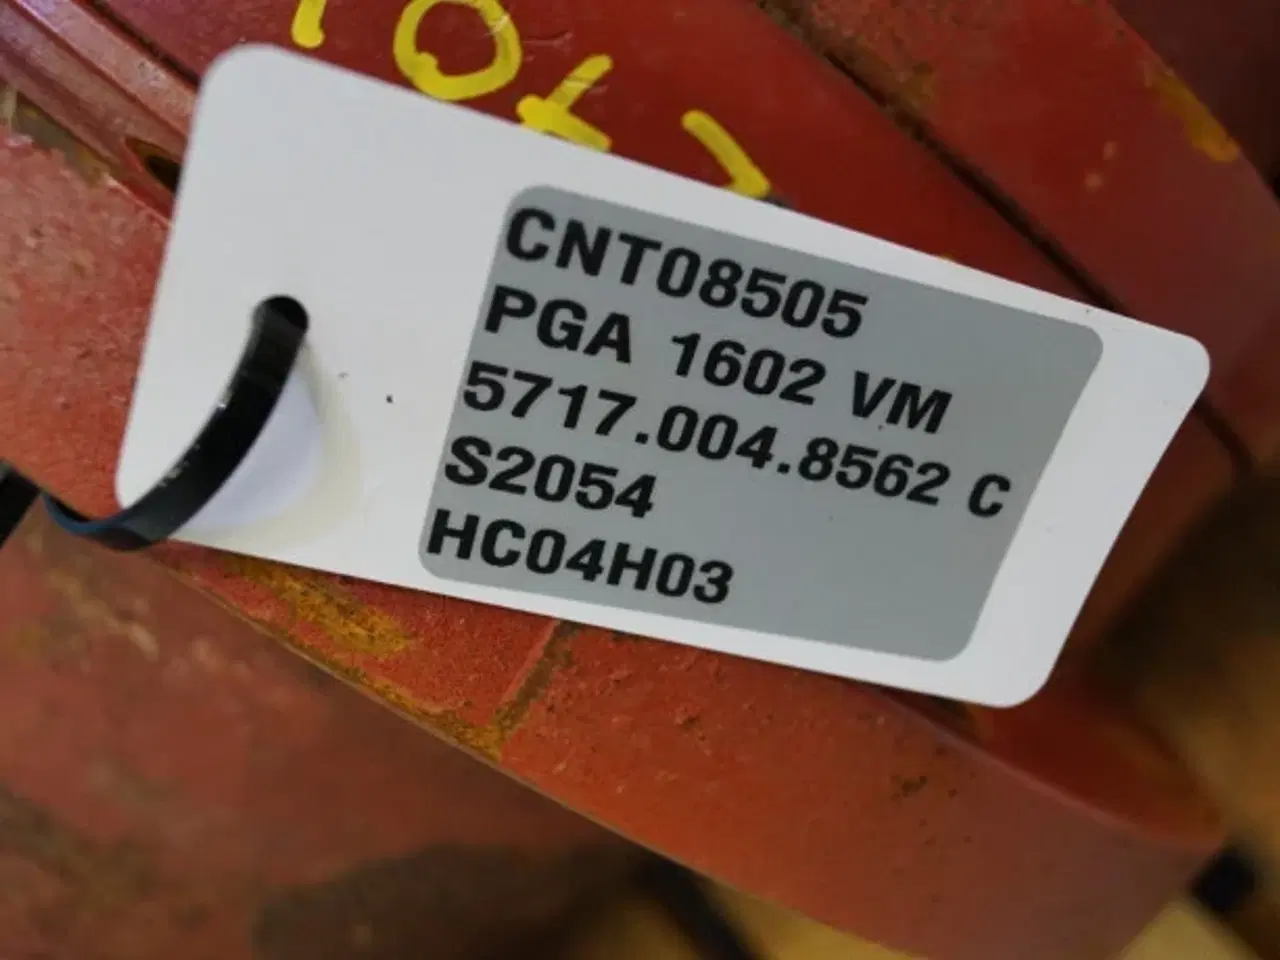 CNT08505
PGA 1602 VM
5717.004.8562 C
S2054
HC04H03